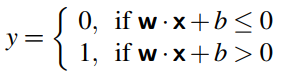 y = { 0, if w · x + b ≤ 0
1, if w · x + b > 0